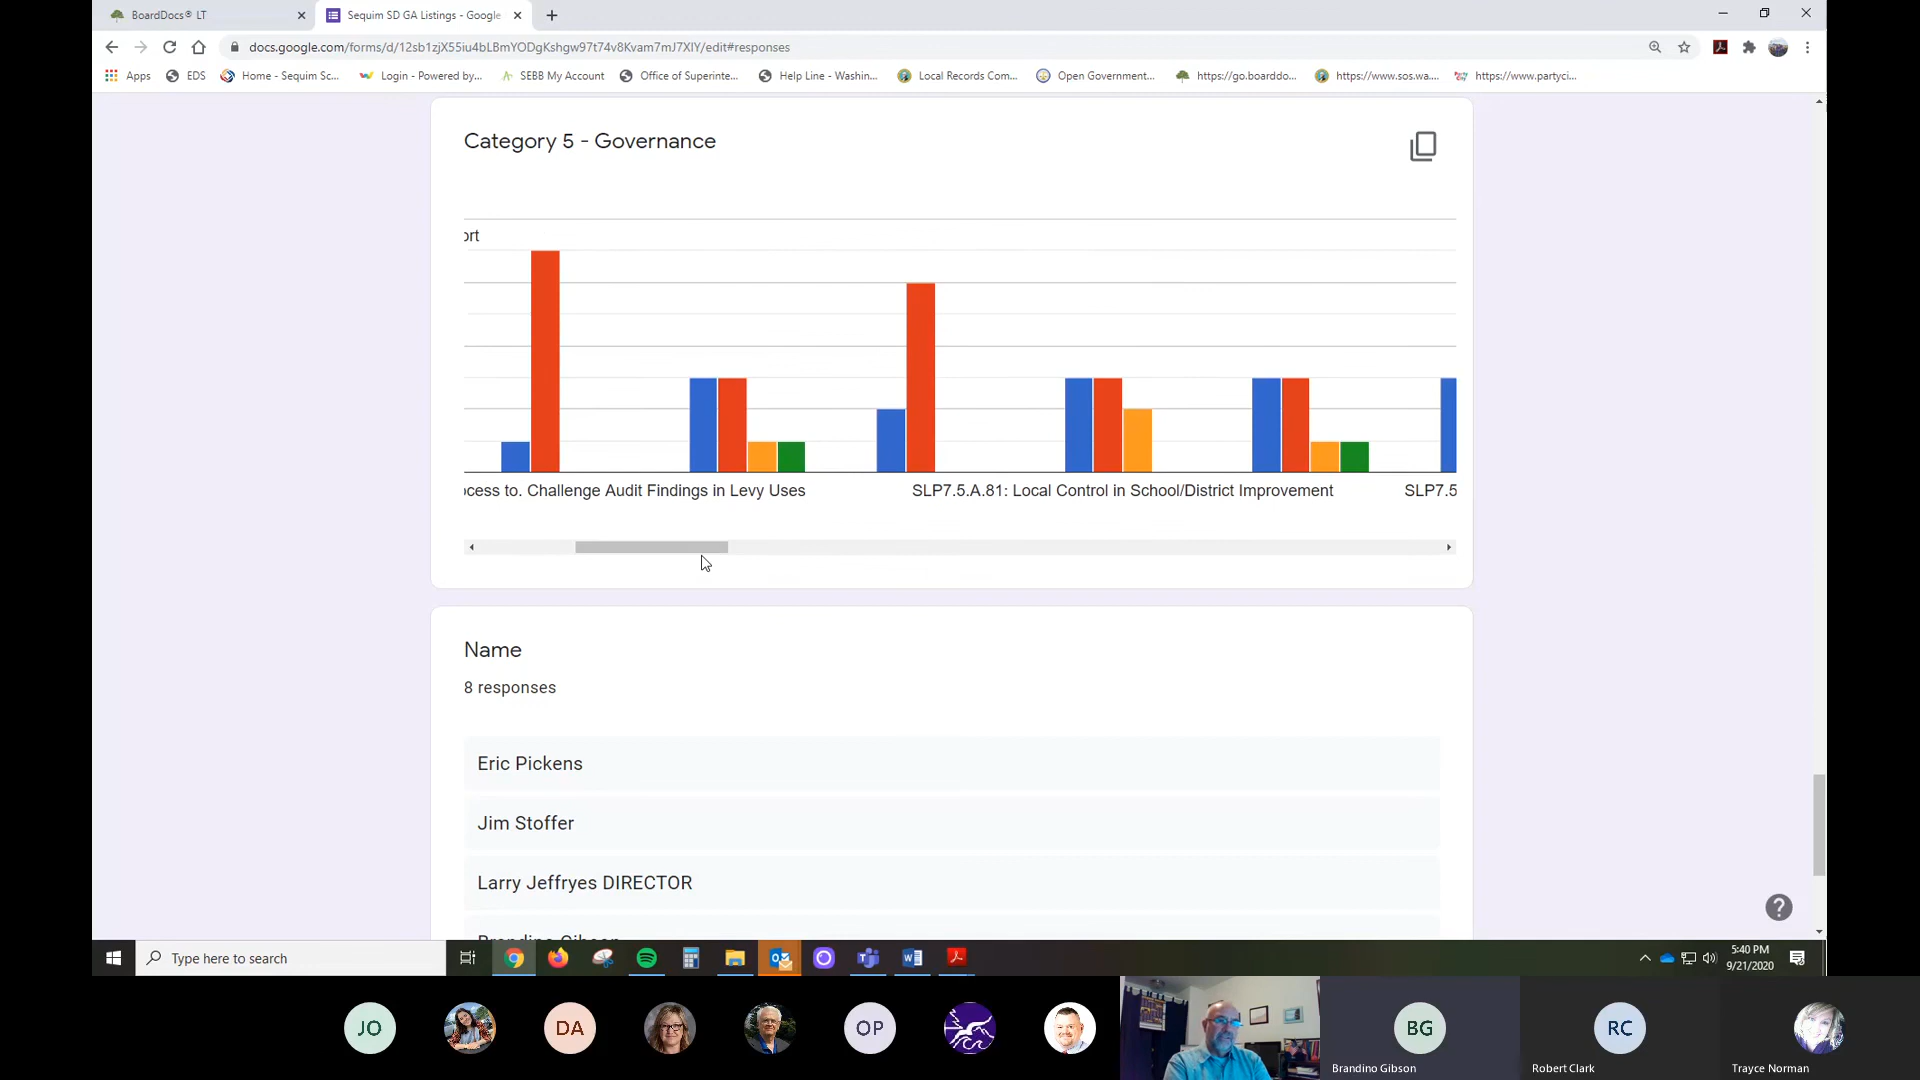 BoardDocs® LT
Sequim SD GA Listings - Google
docs.google.com/forms/d/12sb1zjX55iu4bLBmYODgKshgw97t74v8Kvam7mJ7XlY/edit#responses
Apps EDS Home - Sequim Sc... Login - Powered by... SEBB My Account Office of Superinte... Help Line - Washin... Local Records Com... Open Government... https://go.boarddo... https://www.sos.wa.... https://www.partyci...
Category 5 - Governance
ort
ocess to. Challenge Audit Findings in Levy Uses
SLP7.5.A.81: Local Control in School/District Improvement
SLP7.5
Name
8 responses
Eric Pickens
Jim Stoffer
Larry Jeffryes DIRECTOR
Brandino Gibson
Type here to search
5:40 PM
9/21/2020
JO
DA
OP
BG
RC
Brandino Gibson
Robert Clark
Trayce Norman